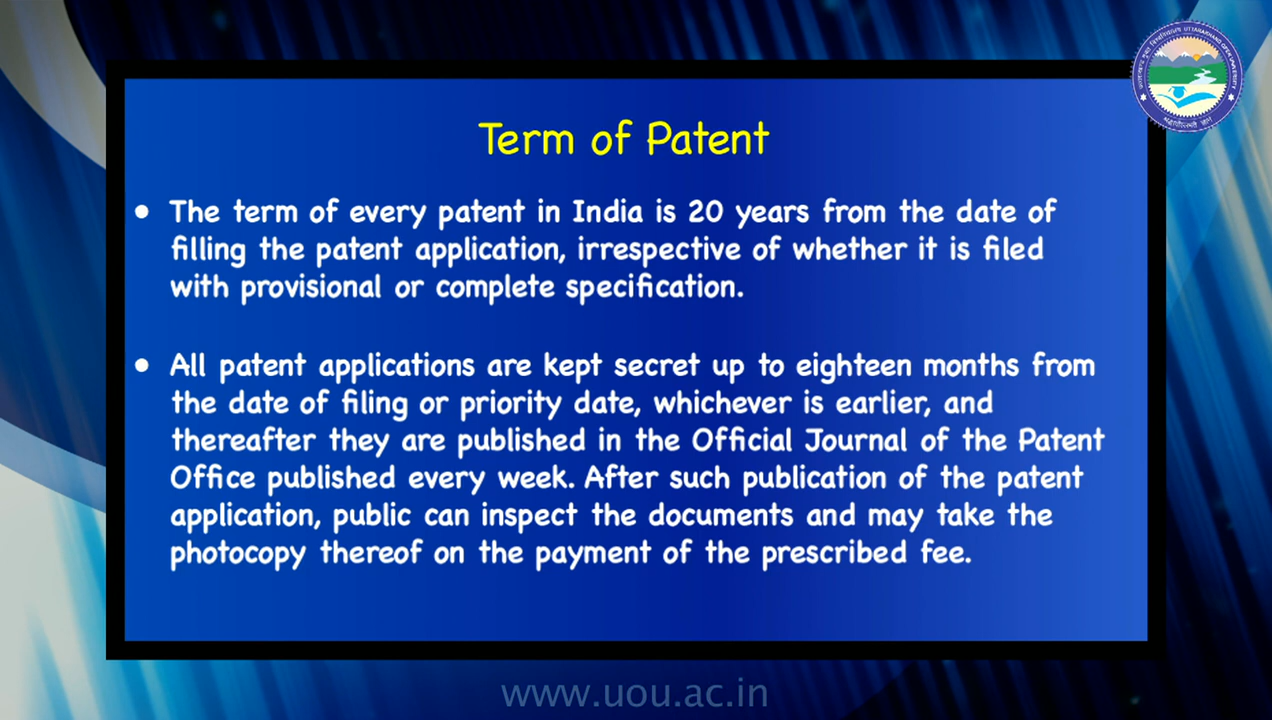 Term of Patent
• The term of every patent in India is 20 years from the date of
filling the patent application, irrespective of whether it is filed
with provisional or complete specification.
• All patent applications are kept secret up to eighteen months from
the date of filing or priority date, whichever is earlier, and
thereafter they are published in the Official Journal of the Patent
Office published every week. After such publication of the patent
application, public can inspect the documents and may take the
photocopy thereof on the payment of the prescribed fee.
www.uou.ac.in